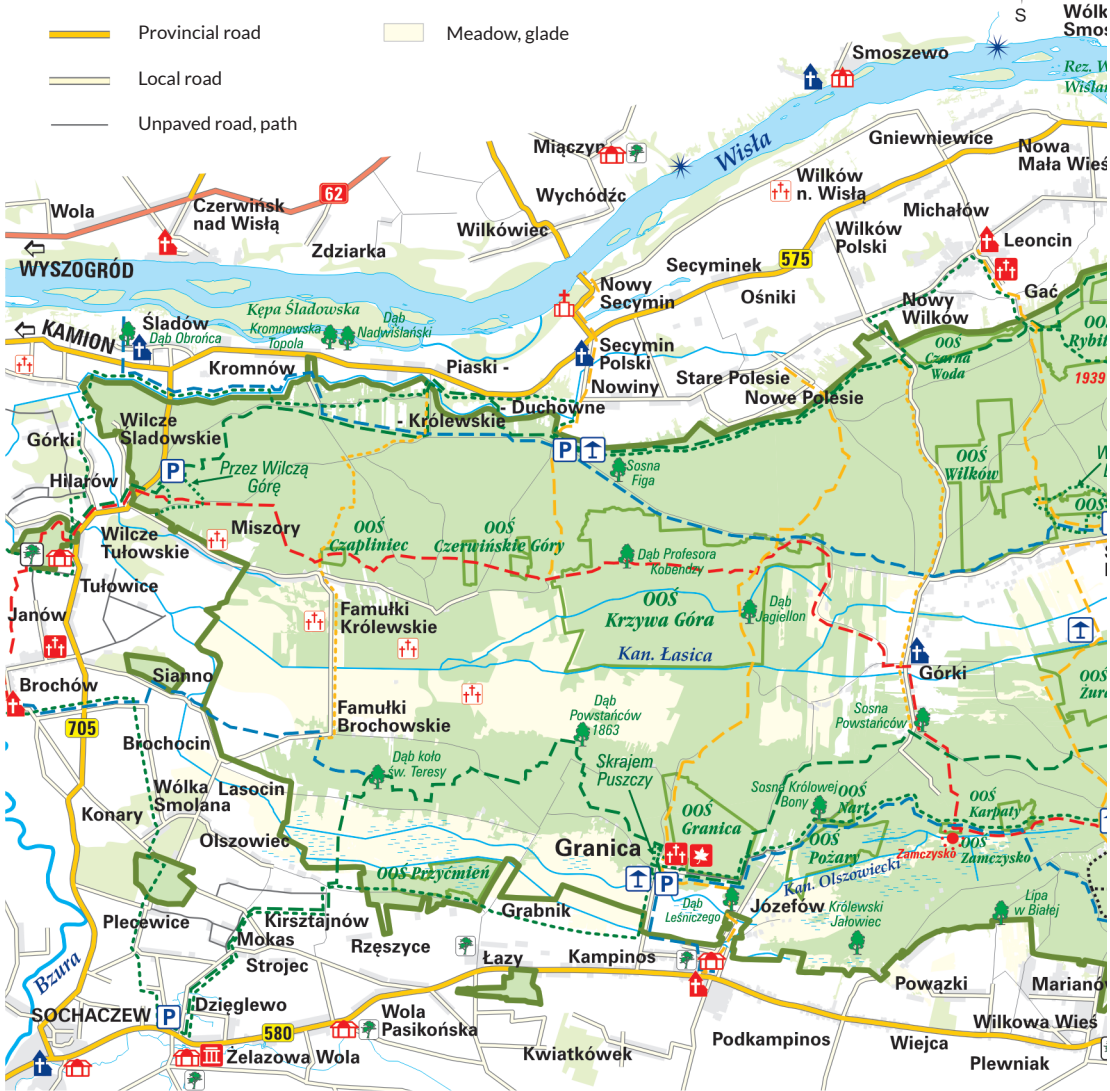 Provincial road
Meadow, glade
Local road
Unpaved road, path
S
Wólk
Smos
Smoszewo
Rez. W
Wiślan
Wisła
Gniewniewice
Nowa
Mała Wieś
Miączyn
Wilków
n. Wisłą
Wychódźc
62
Michałów
Wola
Czerwińsk
nad Wisłą
Wilkówiec
Wilków
Polski
Leoncin
Zdziarka
WYSZOGRÓD
Secyminek
575
Nowy
Secymin
Ośniki
Gać
Nowy
Wilków
Kępa Śladowska
Kromnowska
Topola
Dąb
Nadwiślański
KAMION
Śladów
Dąb Obrońca
OOŚ
Czarna
Woda
OOŚ
Rybit
Secymin
Polski
Kromnów
Piaski -
1939
Nowiny
Stare Polesie
Nowe Polesie
- Duchowne
- Królewskie
Wilcze
Śladowskie
Górki
P
Przez Wilczą
Górę
P
Sosna
Figa
OOŚ
Wilków
W
Hilarów
OOŚ
Miszory
OOŚ
Czapliniec
OOŚ
Czerwińskie Góry
Wilcze
Tułowskie
Dąb Profesora
Kobendzy
S
Tułowice
OOŚ
Krzywa Góra
Dąb
Jagiellon
Famułki
Królewskie
Janów
Kan. Łasica
Górki
Sianno
Brochów
OOŚ
Żur
Famułki
Brochowskie
Dąb
Powstańców
1863
Sosna
Powstańców
705
Brochocin
Dąb koło
św. Teresy
Skrajem
Puszczy
Wólka
Smolana
Lasocin
Sosna Królowej
Bony
OOŚ
Nart
OOŚ
Karpaty
Konary
OOŚ
Granica
Olszowiec
Granica
OOŚ
Pożary
Zamczysko
OOŚ
Zamczysko
OOŚ Przyćmień
Kan. Olszowiecki
P
Dąb
Leśniczego
Józefów
Królewski
Jałowiec
Lipa
w Białej
Grabnik
Plecewice
Kirsztajnów
Mokas
Rzęszyce
Strojec
Łazy
Kampinos
Bzura
Powązki
Marianó
SOCHACZEW
P
Dzięglewo
Wola
Pasikońska
580
Wilkowa Wieś
Podkampinos
Wiejca
Żelazowa Wola
Kwiatkówek
Plewniak